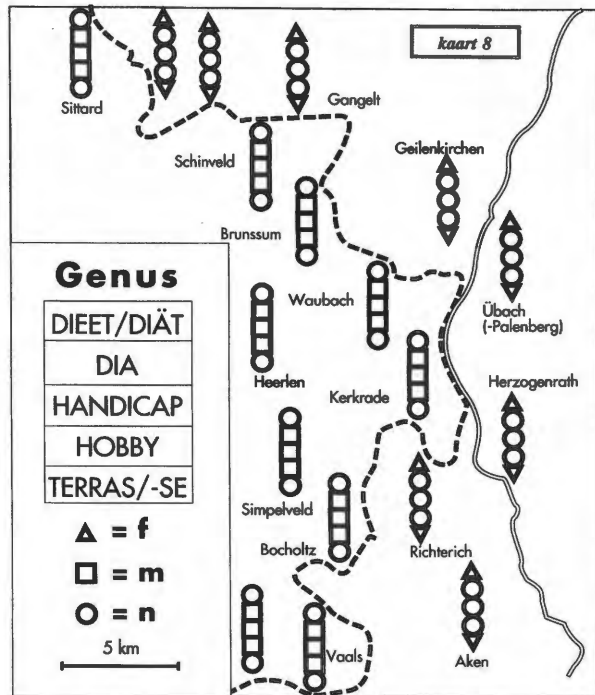 kaart 8
Sittard
Gangelt
Schinveld
Geilenkirchen
Brunssum
Genus
DIEET/DIÄT
DIA
HANDICAP
HOBBY
TERRAS/-SE
= f
= m
= n
5 km
Waubach
Übach
(-Palenberg)
Heerlen
Kerkrade
Herzogenrath
Simpelveld
Bocholtz
Richterich
Vaals
Aken